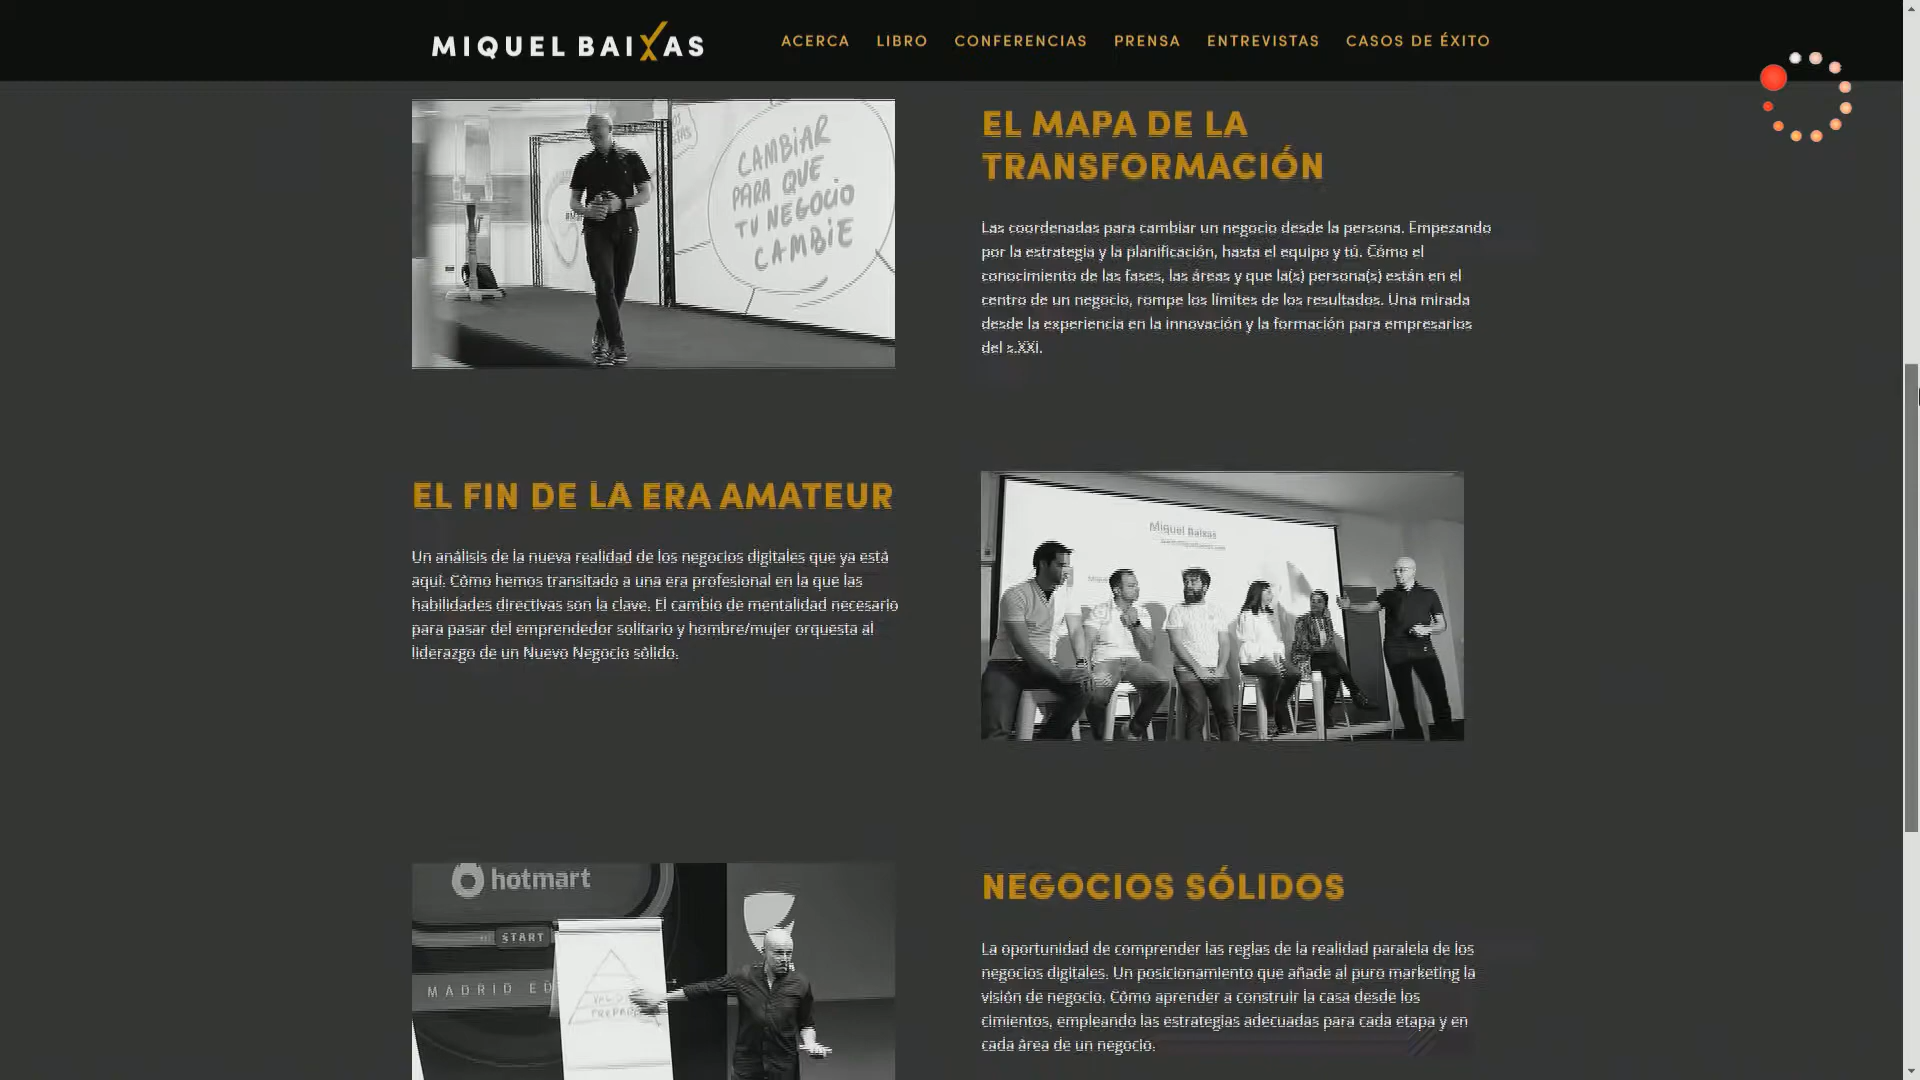 MIQUEL BAIXAS
ACERCA LIBRO CONFERENCIAS PRENSA ENTREVISTAS CASOS DE ÉXITO
CAMBIAR
PARA QUE
TU NEGOCIO
CAMBIE
EL MAPA DE LA
TRANSFORMACIÓN
Las coordenadas para cambiar un negocio desde la persona. Empezando
por la estrategia y la planificación, hasta el equipo y tú. Cómo el
conocimiento de las fases, las áreas y que la(s) persona(s) están en el
centro de un negocio, rompe los límites de los resultados. Una mirada
desde la experiencia en la innovación y la formación para empresarios
del s.XXI.
EL FIN DE LA ERA AMATEUR
Un análisis de la nueva realidad de los negocios digitales que ya está
aquí. Cómo hemos transitado a una era profesional en la que las
habilidades directivas son la clave. El cambio de mentalidad necesario
para pasar del emprendedor solitario y hombre/mujer orquesta al
liderazgo de un Nuevo Negocio sólido.
Miquel Baixas
hotmart
START
MADRID ED
NEGOCIOS SÓLIDOS
La oportunidad de comprender las reglas de la realidad paralela de los
negocios digitales. Un posicionamiento que añade al puro marketing la
visión de negocio. Cómo aprender a construir la casa desde los
cimientos, empleando las estrategias adecuadas para cada etapa y en
cada área de un negocio.